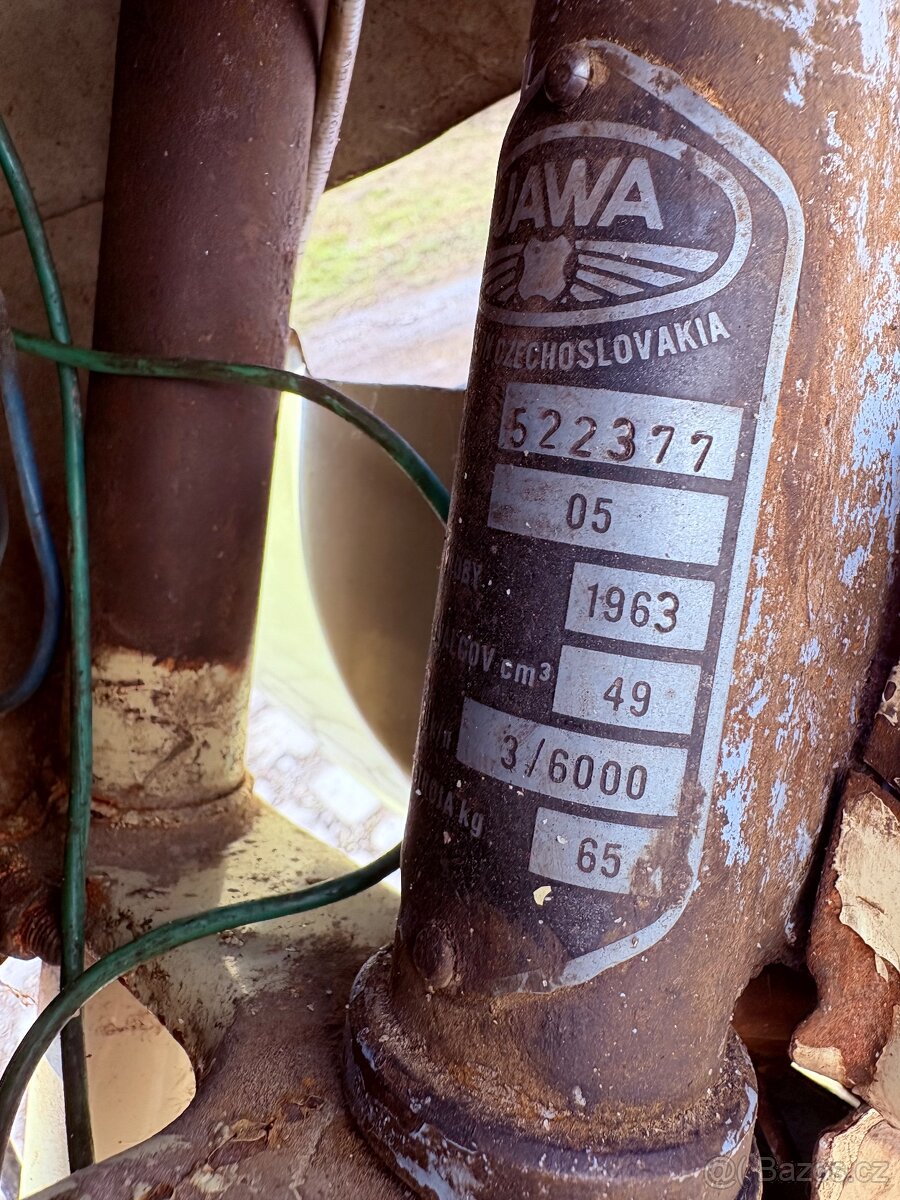 JAWA
CZECHOSLOVAKIA
522377
05
1963
cm³ 49
3/6000
kg 65
@ Bazos.cz